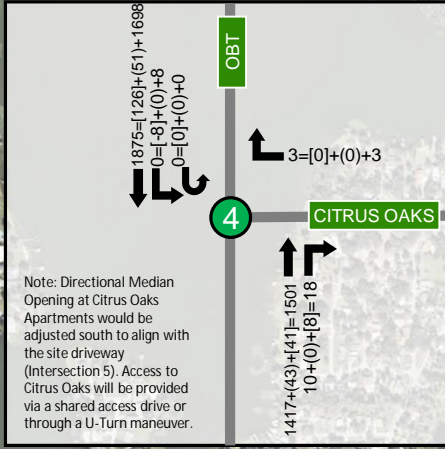 1875=[126]+(51)+1698
0=[-8]+(0)+8
0=[0]+(0)+0
OBT
3=[0]+(0)+3
4
CITRUS OAKS
1417+(43)+[41]=1501
10+(0)+[8]=18
Note: Directional Median
Opening at Citrus Oaks
Apartments would be
adjusted south to align with
the site driveway
(Intersection 5). Access to
Citrus Oaks will be provided
via a shared access drive or
through a U-Turn maneuver.